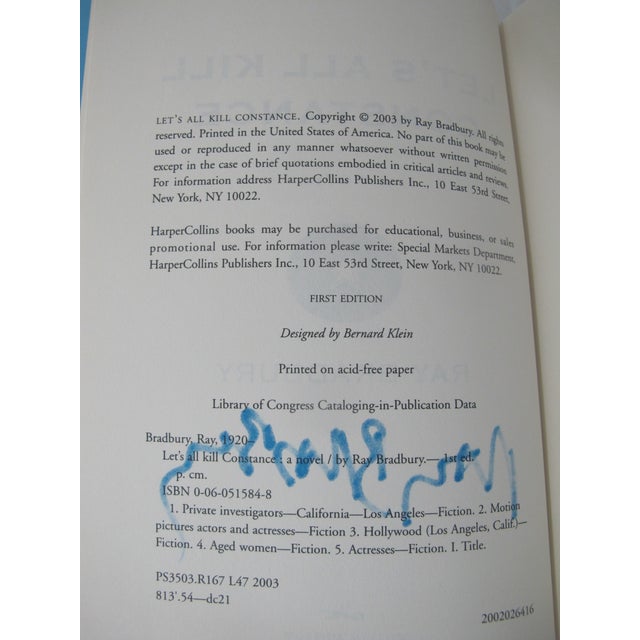 LET'S ALL KILL CONSTANCE. Copyright © 2003 by Ray Bradbury. All rights
reserved. Printed in the United States of America. No part of this book may be
used or reproduced in any manner whatsoever without written permission
except in the case of brief quotations embodied in critical articles and reviews.
For information address HarperCollins Publishers Inc., 10 East 53rd Street,
New York, NY 10022.
HarperCollins books may be purchased for educational, business, or sales
promotional use. For information please write: Special Markets Department,
HarperCollins Publishers Inc., 10 East 53rd Street, New York, NY 10022.
FIRST EDITION
Designed by Bernard Klein
Printed on acid-free paper
Library of Congress Cataloging-in-Publication Data
Bradbury, Ray, 1920–
Let's all kill Constance : a novel / by Ray Bradbury.— 1st ed.
p. cm.
ISBN 0-06-051584-8
1. Private investigators—California—Los Angeles—Fiction. 2. Motion
pictures actors and actresses—Fiction 3. Hollywood (Los Angeles, Calif.)—
Fiction. 4. Aged women—Fiction. 5. Actresses—Fiction. I. Title.
PS3503.R167 L47 2003
813'.54—dc21
2002026416